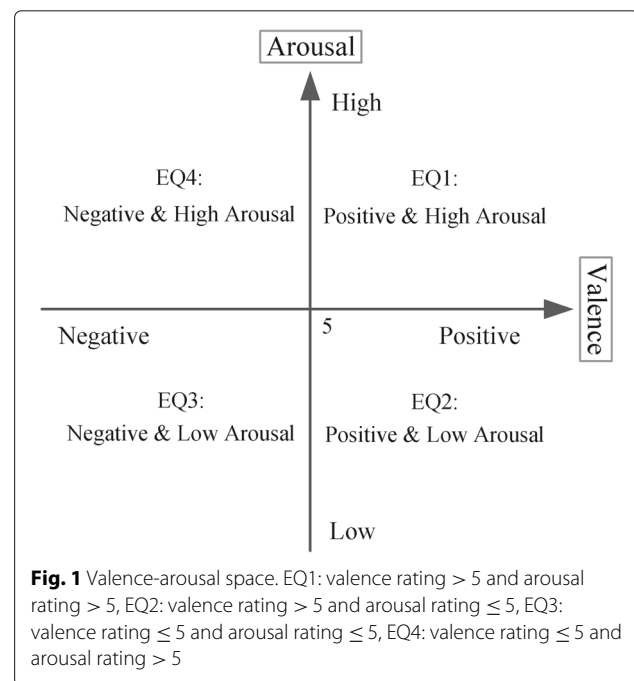 Arousal
High
EQ4:
Negative & High Arousal
EQ1:
Positive & High Arousal
Valence
Negative
5
Positive
EQ3:
Negative & Low Arousal
EQ2:
Positive & Low Arousal
Low
Fig. 1 Valence-arousal space. EQ1: valence rating > 5 and arousal
rating > 5, EQ2: valence rating > 5 and arousal rating ≤ 5, EQ3:
valence rating ≤ 5 and arousal rating ≤ 5, EQ4: valence rating ≤ 5 and
arousal rating > 5